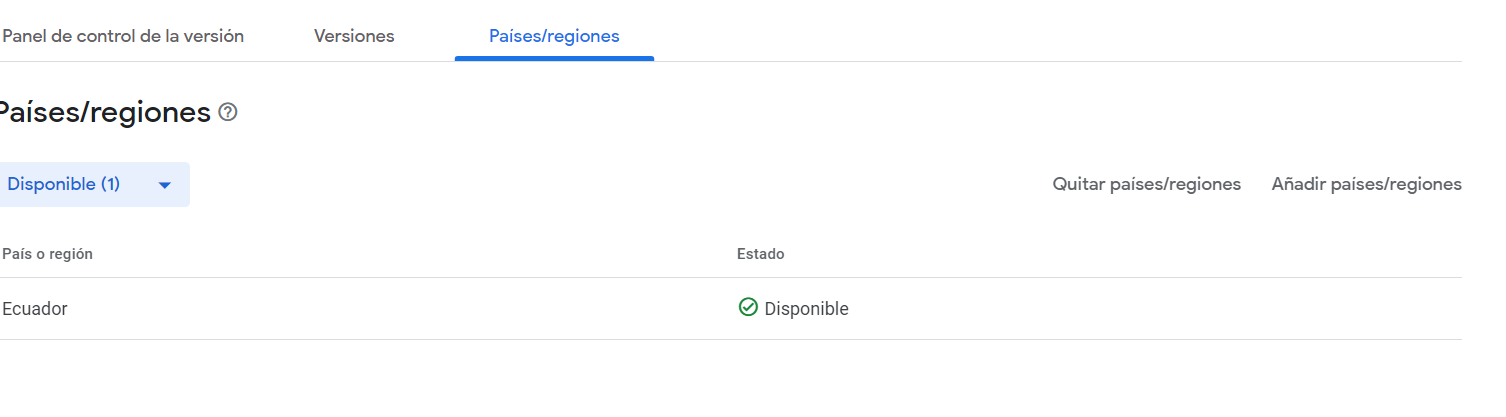 Panel de control de la versión Versiones Países/regiones
Países/regiones
Disponible (1) Quitar países/regiones Añadir países/regiones
País o región Estado
Ecuador Disponible